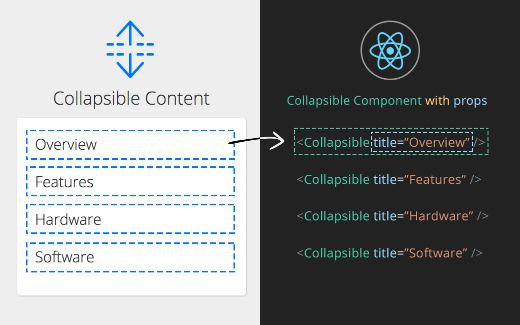 Collapsible Content
Overview
Features
Hardware
Software
Collapsible Component with props
<Collapsible title="Overview" />
<Collapsible title="Features" />
<Collapsible title="Hardware" />
<Collapsible title="Software" />